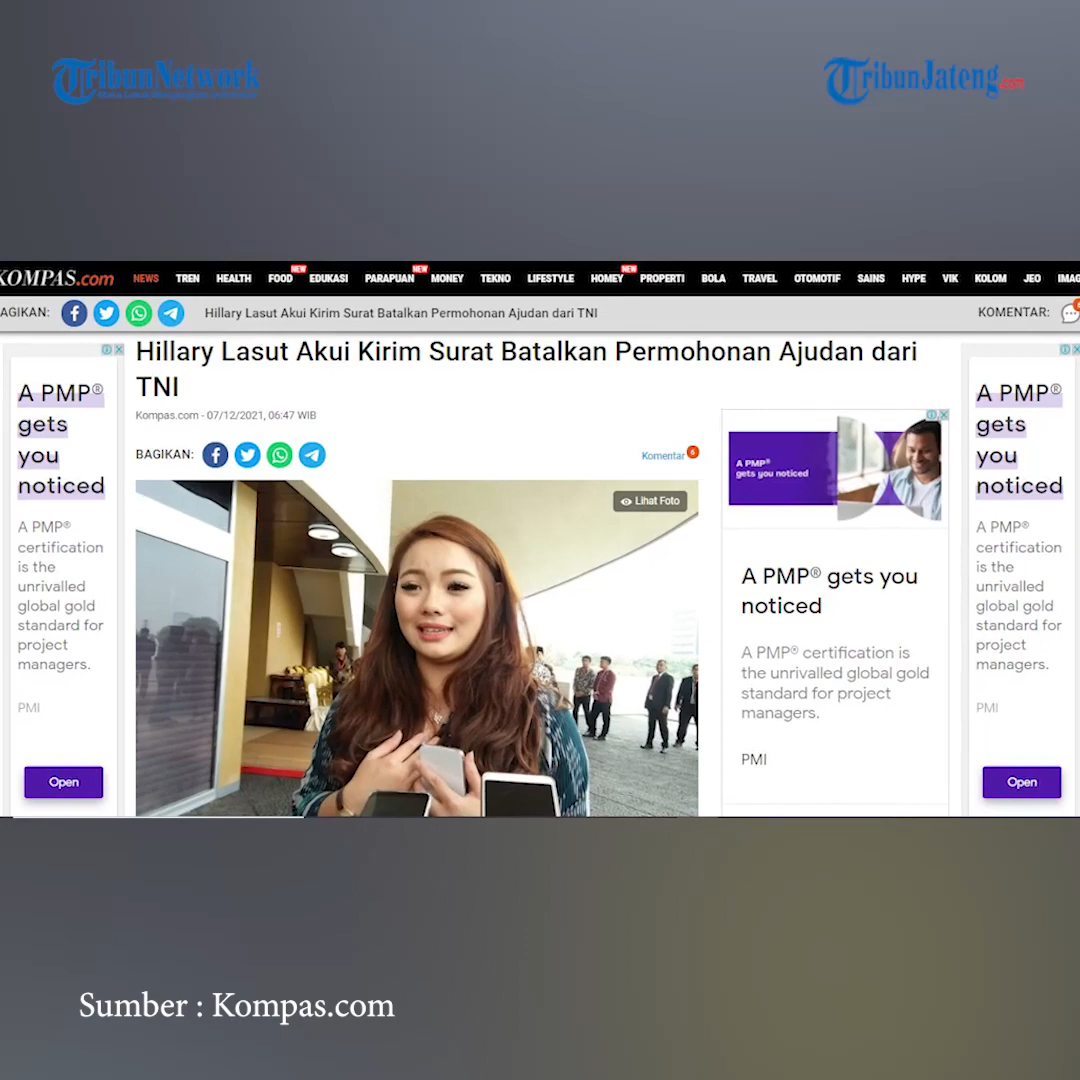 TribunNetwork
TribunJateng.com
KOMPAS.com NEWS TREN HEALTH FOOD NEW EDUKASI PARAPUAN NEW MONEY TEKNO LIFESTYLE HOMEY NEW PROPERTI BOLA TRAVEL OTOMOTIF SAINS HYPE VIK KOLOM JEO IMAG
AGIKAN: Hillary Lasut Akui Kirim Surat Batalkan Permohonan Ajudan dari TNI KOMENTAR:
Hillary Lasut Akui Kirim Surat Batalkan Permohonan Ajudan dari
TNI
Kompas.com - 07/12/2021, 06:47 WIB
BAGIKAN:
Komentar 6
Lihat Foto
A PMP®
gets
you
noticed
A PMP®
certification
is the
unrivalled
global gold
standard for
project
managers.
PMI
Open
A PMP®
gets you noticed
A PMP® gets you
noticed
A PMP® certification is
the unrivalled global gold
standard for project
managers.
PMI
A PMP®
gets
you
noticed
A PMP®
certification
is the
unrivalled
global gold
standard for
project
managers.
PMI
Open
Sumber : Kompas.com